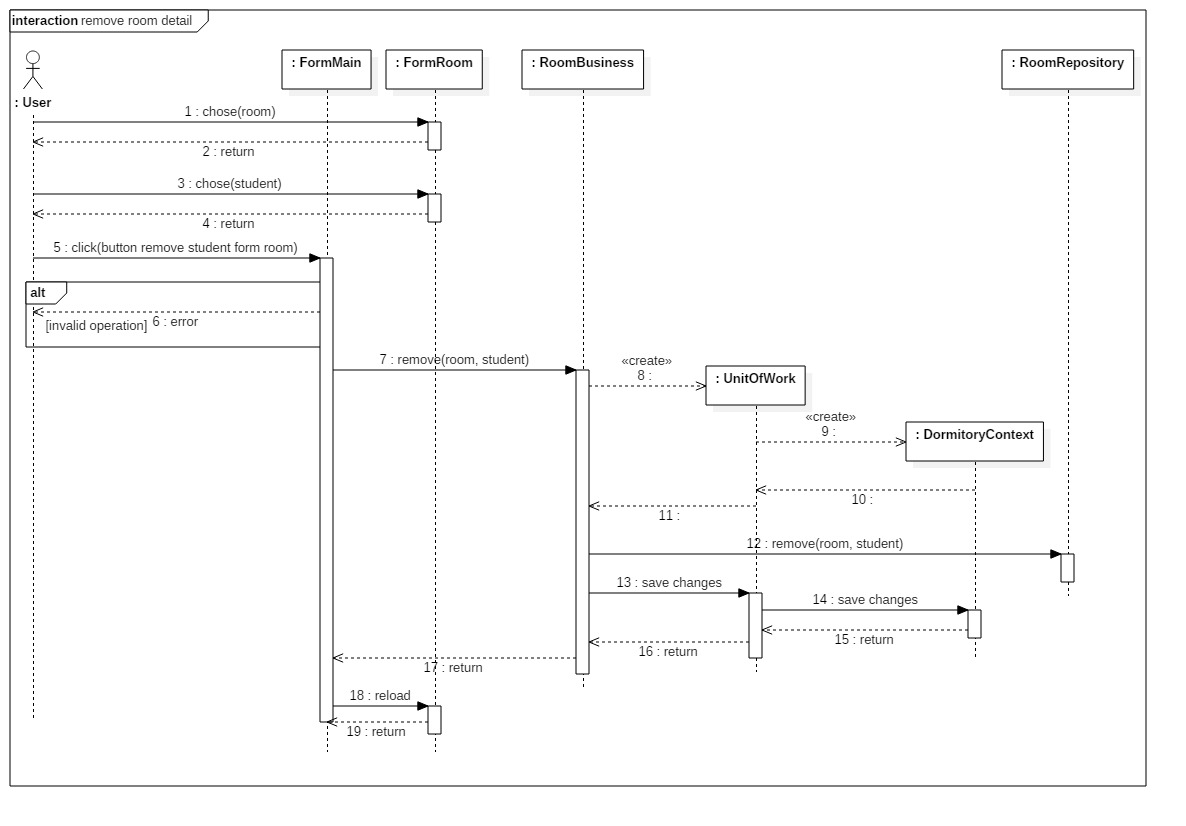 interaction remove room detail
: User
: FormMain
: FormRoom
: RoomBusiness
: RoomRepository
1 : chose(room)
2 : return
3 : chose(student)
4 : return
5 : click(button remove student form room)
alt
[invalid operation]
6 : error
7 : remove(room, student)
«create»
8 :
: UnitOfWork
«create»
9 :
: DormitoryContext
10 :
11 :
12 : remove(room, student)
13 : save changes
14 : save changes
15 : return
16 : return
17 : return
18 : reload
19 : return